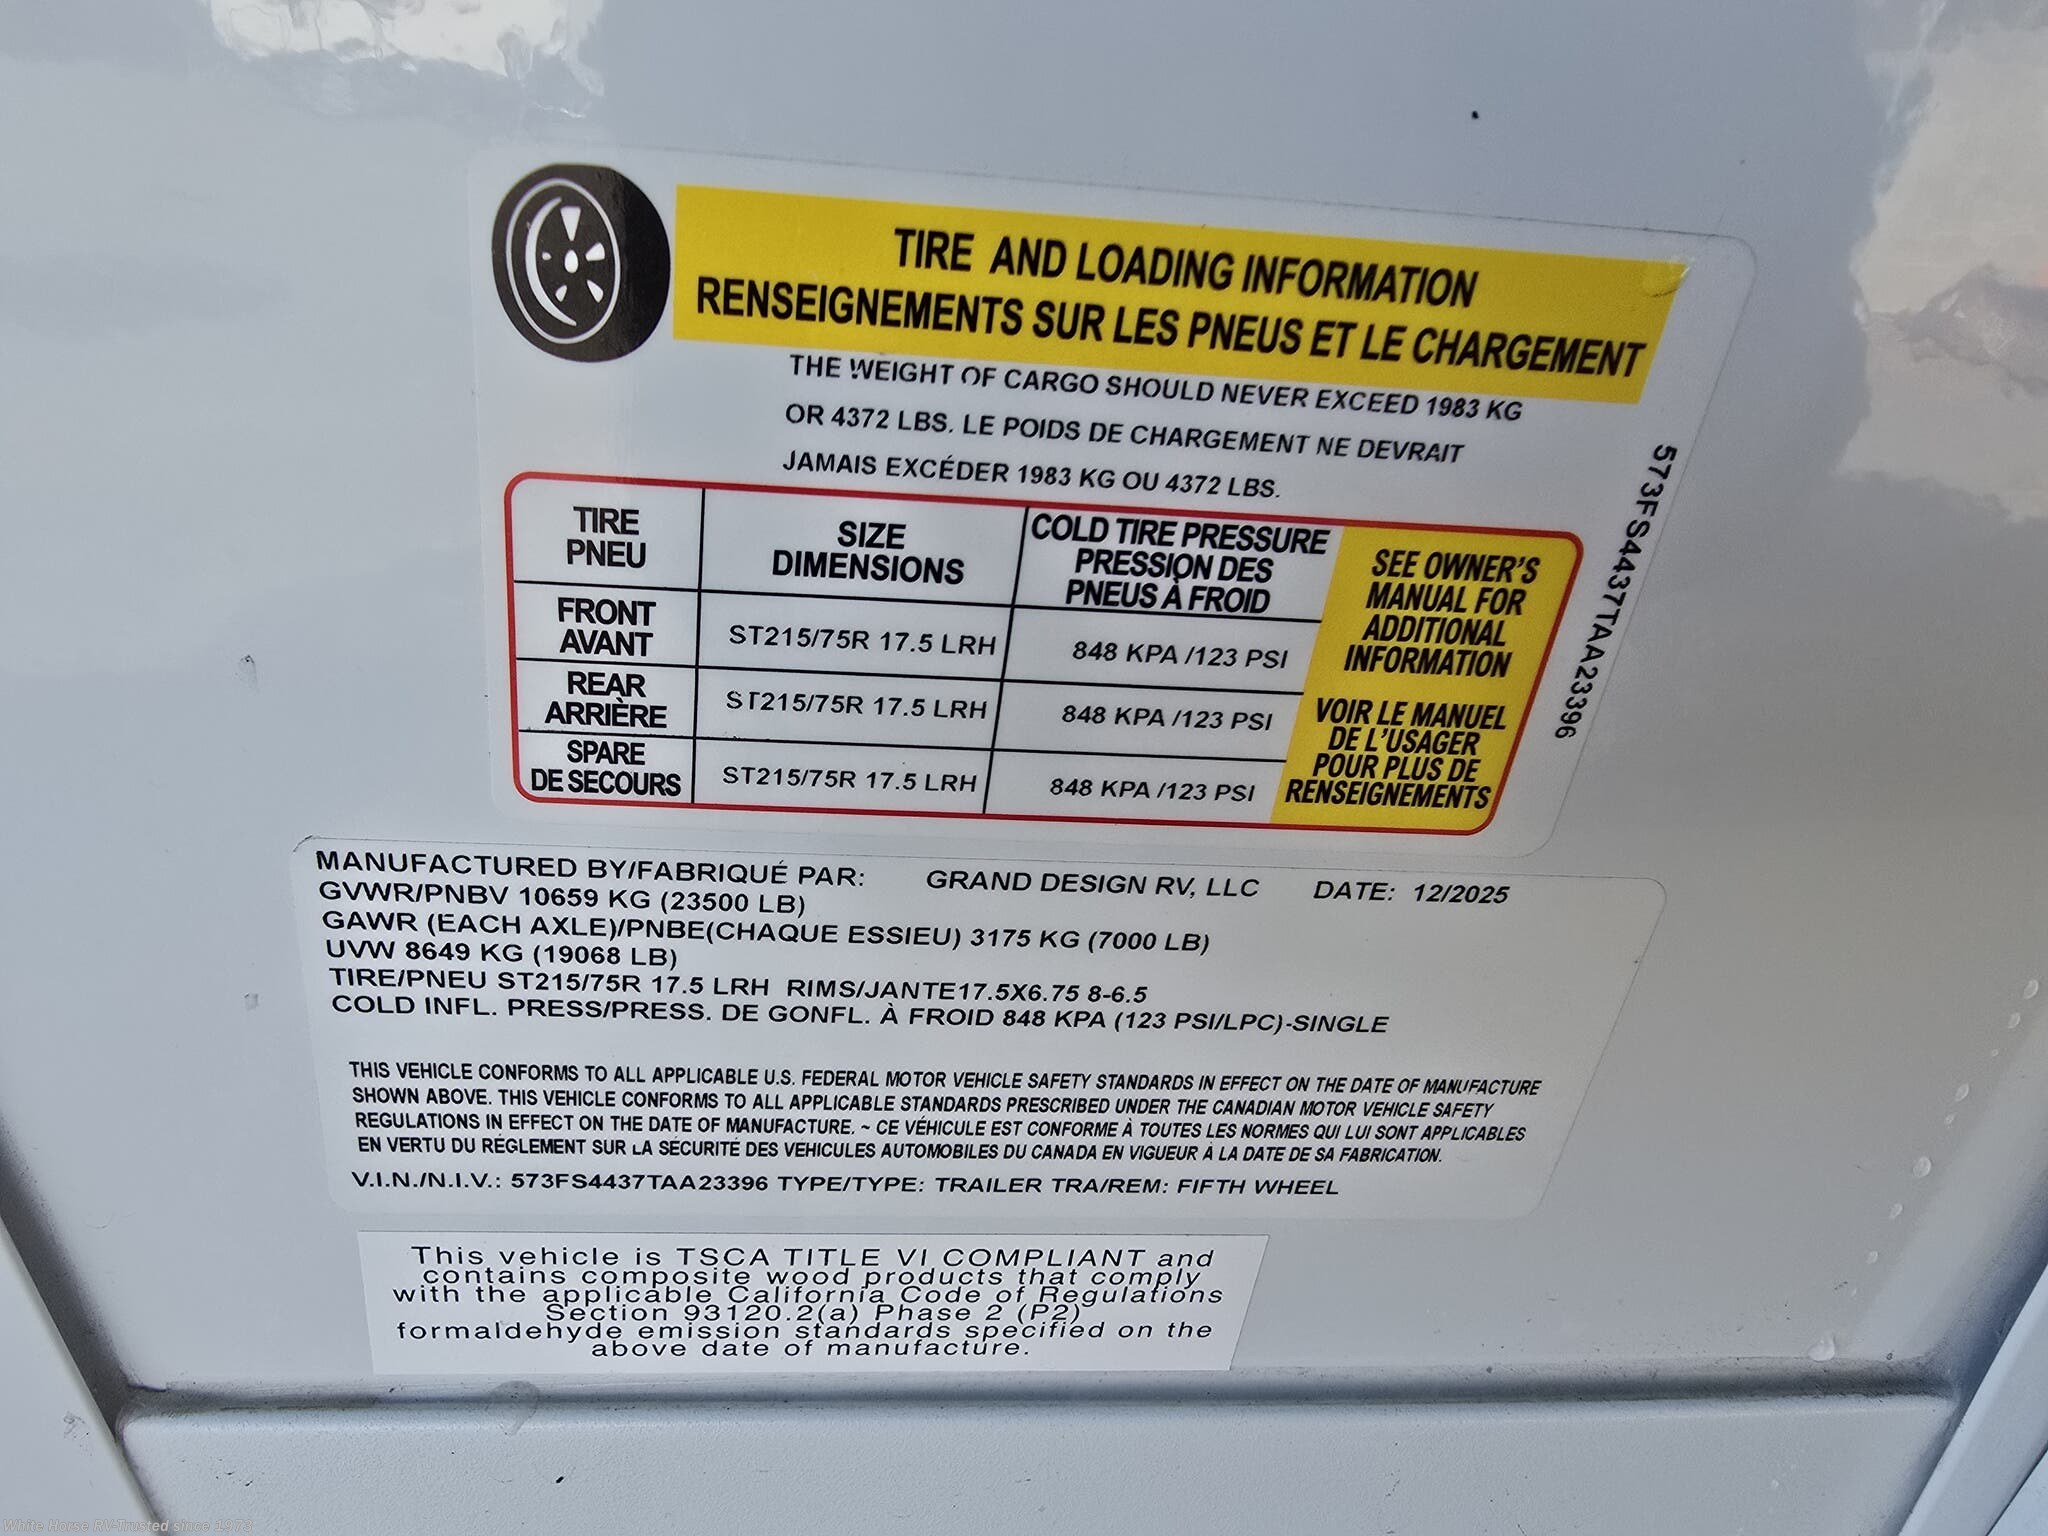 TIRE AND LOADING INFORMATION
RENSEIGNEMENTS SUR LES PNEUS ET LE CHARGEMENT
THE WEIGHT OF CARGO SHOULD NEVER EXCEED 1983 KG
OR 4372 LBS. LE POIDS DE CHARGEMENT NE DEVRAIT
JAMAIS EXCÉDER 1983 KG OU 4372 LBS.
TIRE
PNEU
SIZE
DIMENSIONS
COLD TIRE PRESSURE
PRESSION DES
PNEUS À FROID
FRONT
AVANT
ST215/75R 17.5 LRH
848 KPA /123 PSI
REAR
ARRIÈRE
ST215/75R 17.5 LRH
848 KPA /123 PSI
SPARE
DE SECOURS
ST215/75R 17.5 LRH
848 KPA /123 PSI
SEE OWNER'S
MANUAL FOR
ADDITIONAL
INFORMATION
VOIR LE MANUEL
DE L'USAGER
POUR PLUS DE
RENSEIGNEMENTS
573FS4437TAA23396
MANUFACTURED BY/FABRIQUÉ PAR: GRAND DESIGN RV, LLC DATE: 12/2025
GVWR/PNBV 10659 KG (23500 LB)
GAWR (EACH AXLE)/PNBE(CHAQUE ESSIEU) 3175 KG (7000 LB)
UVW 8649 KG (19068 LB)
TIRE/PNEU ST215/75R 17.5 LRH RIMS/JANTE17.5X6.75 8-6.5
COLD INFL. PRESS/PRESS. DE GONFL. À FROID 848 KPA (123 PSI/LPC)-SINGLE
THIS VEHICLE CONFORMS TO ALL APPLICABLE U.S. FEDERAL MOTOR VEHICLE SAFETY STANDARDS IN EFFECT ON THE DATE OF MANUFACTURE
SHOWN ABOVE. THIS VEHICLE CONFORMS TO ALL APPLICABLE STANDARDS PRESCRIBED UNDER THE CANADIAN MOTOR VEHICLE SAFETY
REGULATIONS IN EFFECT ON THE DATE OF MANUFACTURE. ~ CE VÉHICULE EST CONFORME À TOUTES LES NORMES QUI LUI SONT APPLICABLES
EN VERTU DU RÉGLEMENT SUR LA SÉCURITÉ DES VEHICULES AUTOMOBILES DU CANADA EN VIGUEUR À LA DATE DE SA FABRICATION.
V.I.N./N.I.V.: 573FS4437TAA23396 TYPE/TYPE: TRAILER TRA/REM: FIFTH WHEEL
This vehicle is TSCA TITLE VI COMPLIANT and
contains composite wood products that comply
with the applicable California Code of Regulations
Section 93120.2(a) Phase 2 (P2)
formaldehyde emission standards specified on the
above date of manufacture.
White Horse RV-Trusted since 1973